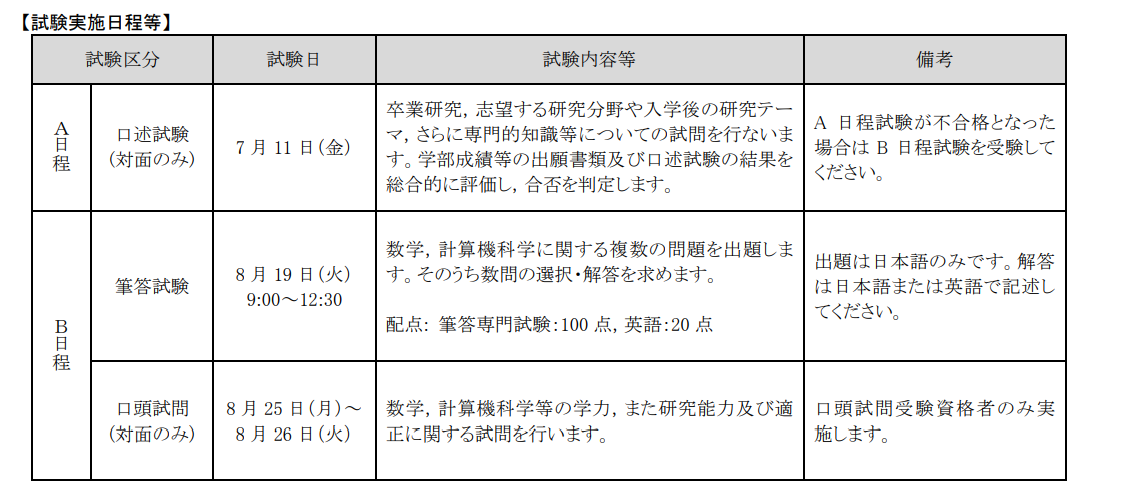 【試験実施日程等】
試験区分
試験日
試験内容等
備考
A日程
口述試験
(対面のみ)
7 月 11 日(金)
卒業研究, 志望する研究分野や入学後の研究テー
マ, さらに専門的知識等についての試問を行ないま
す。学部成績等の出願書類及び口述試験の結果を
総合的に評価し, 合否を判定します。
A 日程試験が不合格となった
場合は B 日程試験を受験して
ください。
B日程
筆答試験
8 月 19 日(火)
9:00～12:30
数学, 計算機科学に関する複数の問題を出題しま
す。そのうち数問の選択・解答を求めます。
配点: 筆答専門試験:100 点, 英語:20 点
出題は日本語のみです。解答
は日本語または英語で記述し
てください。
口頭試問
(対面のみ)
8 月 25 日(月)～
8 月 26 日(火)
数学, 計算機科学等の学力, また研究能力及び適
正に関する試問を行います。
口頭試問受験資格者のみ実
施します。